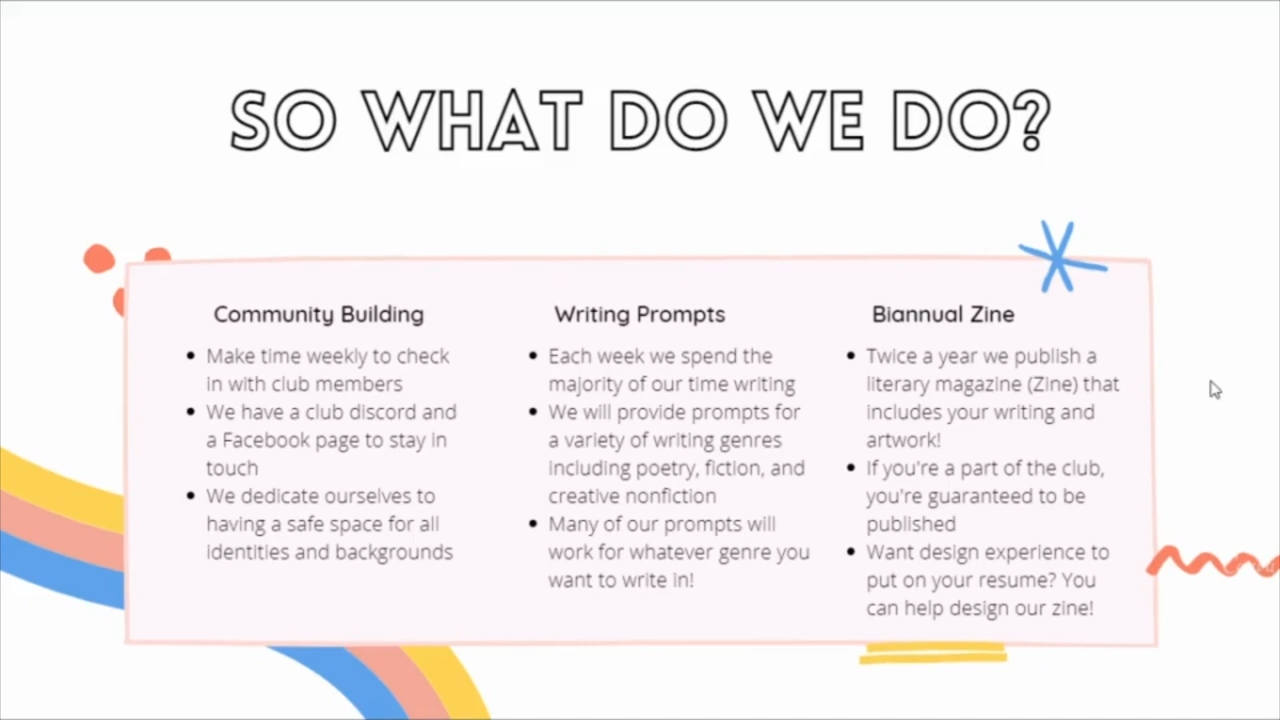 SO WHAT DO WE DO?
Community Building
Make time weekly to check
in with club members
We have a club discord and
a Facebook page to stay in
touch
We dedicate ourselves to
having a safe space for all
identities and backgrounds
Writing Prompts
Each week we spend the
majority of our time writing
We will provide prompts for
a variety of writing genres
including poetry, fiction, and
creative nonfiction
Many of our prompts will
work for whatever genre you
want to write in!
Biannual Zine
Twice a year we publish a
literary magazine (Zine) that
includes your writing and
artwork!
If you're a part of the club,
you're guaranteed to be
published
Want design experience to
put on your resume? You
can help design our zine!